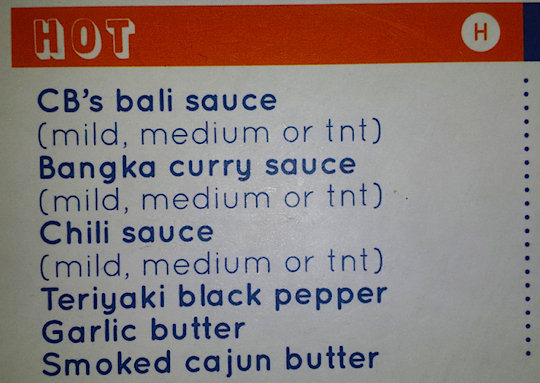 HOT H
CB's bali sauce
(mild, medium or tnt)
Bangka curry sauce
(mild, medium or tnt)
Chili sauce
(mild, medium or tnt)
Teriyaki black pepper
Garlic butter
Smoked cajun butter